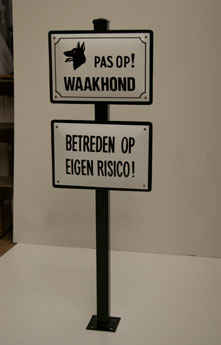 PAS OP!
WAAKHOND
BETREDEN OP
EIGEN RISICO!